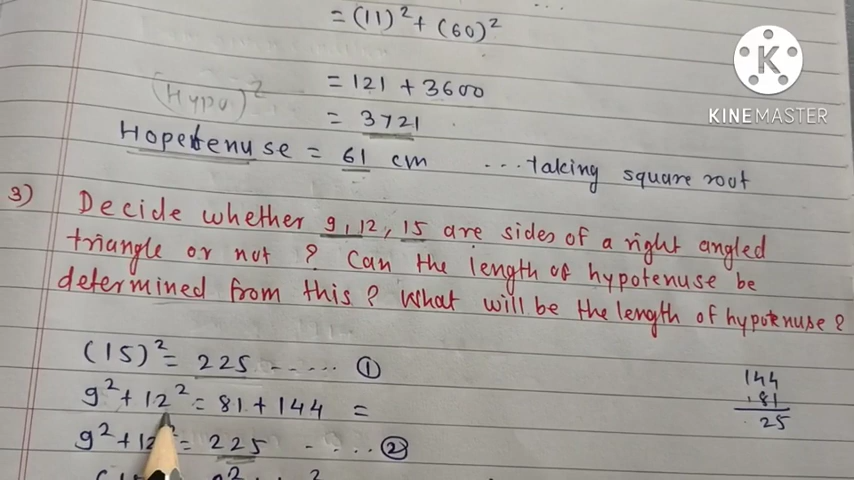 = (11)² + (60)²
K
KINEMASTER
(Hypo)²
= 121 + 3600
= 3721
Hopetenuse = 61 cm ...taking square root
3) Decide whether 9, 12, 15 are sides of a right angled
triangle or not ? Can the length of hypotenuse be
determined from this ? What will be the length of hypotenuse ?
(15)² = 225 ..... ①
9² + 12² = 81 + 144 =
144
81
25
9² + 12² = 225 .... ②